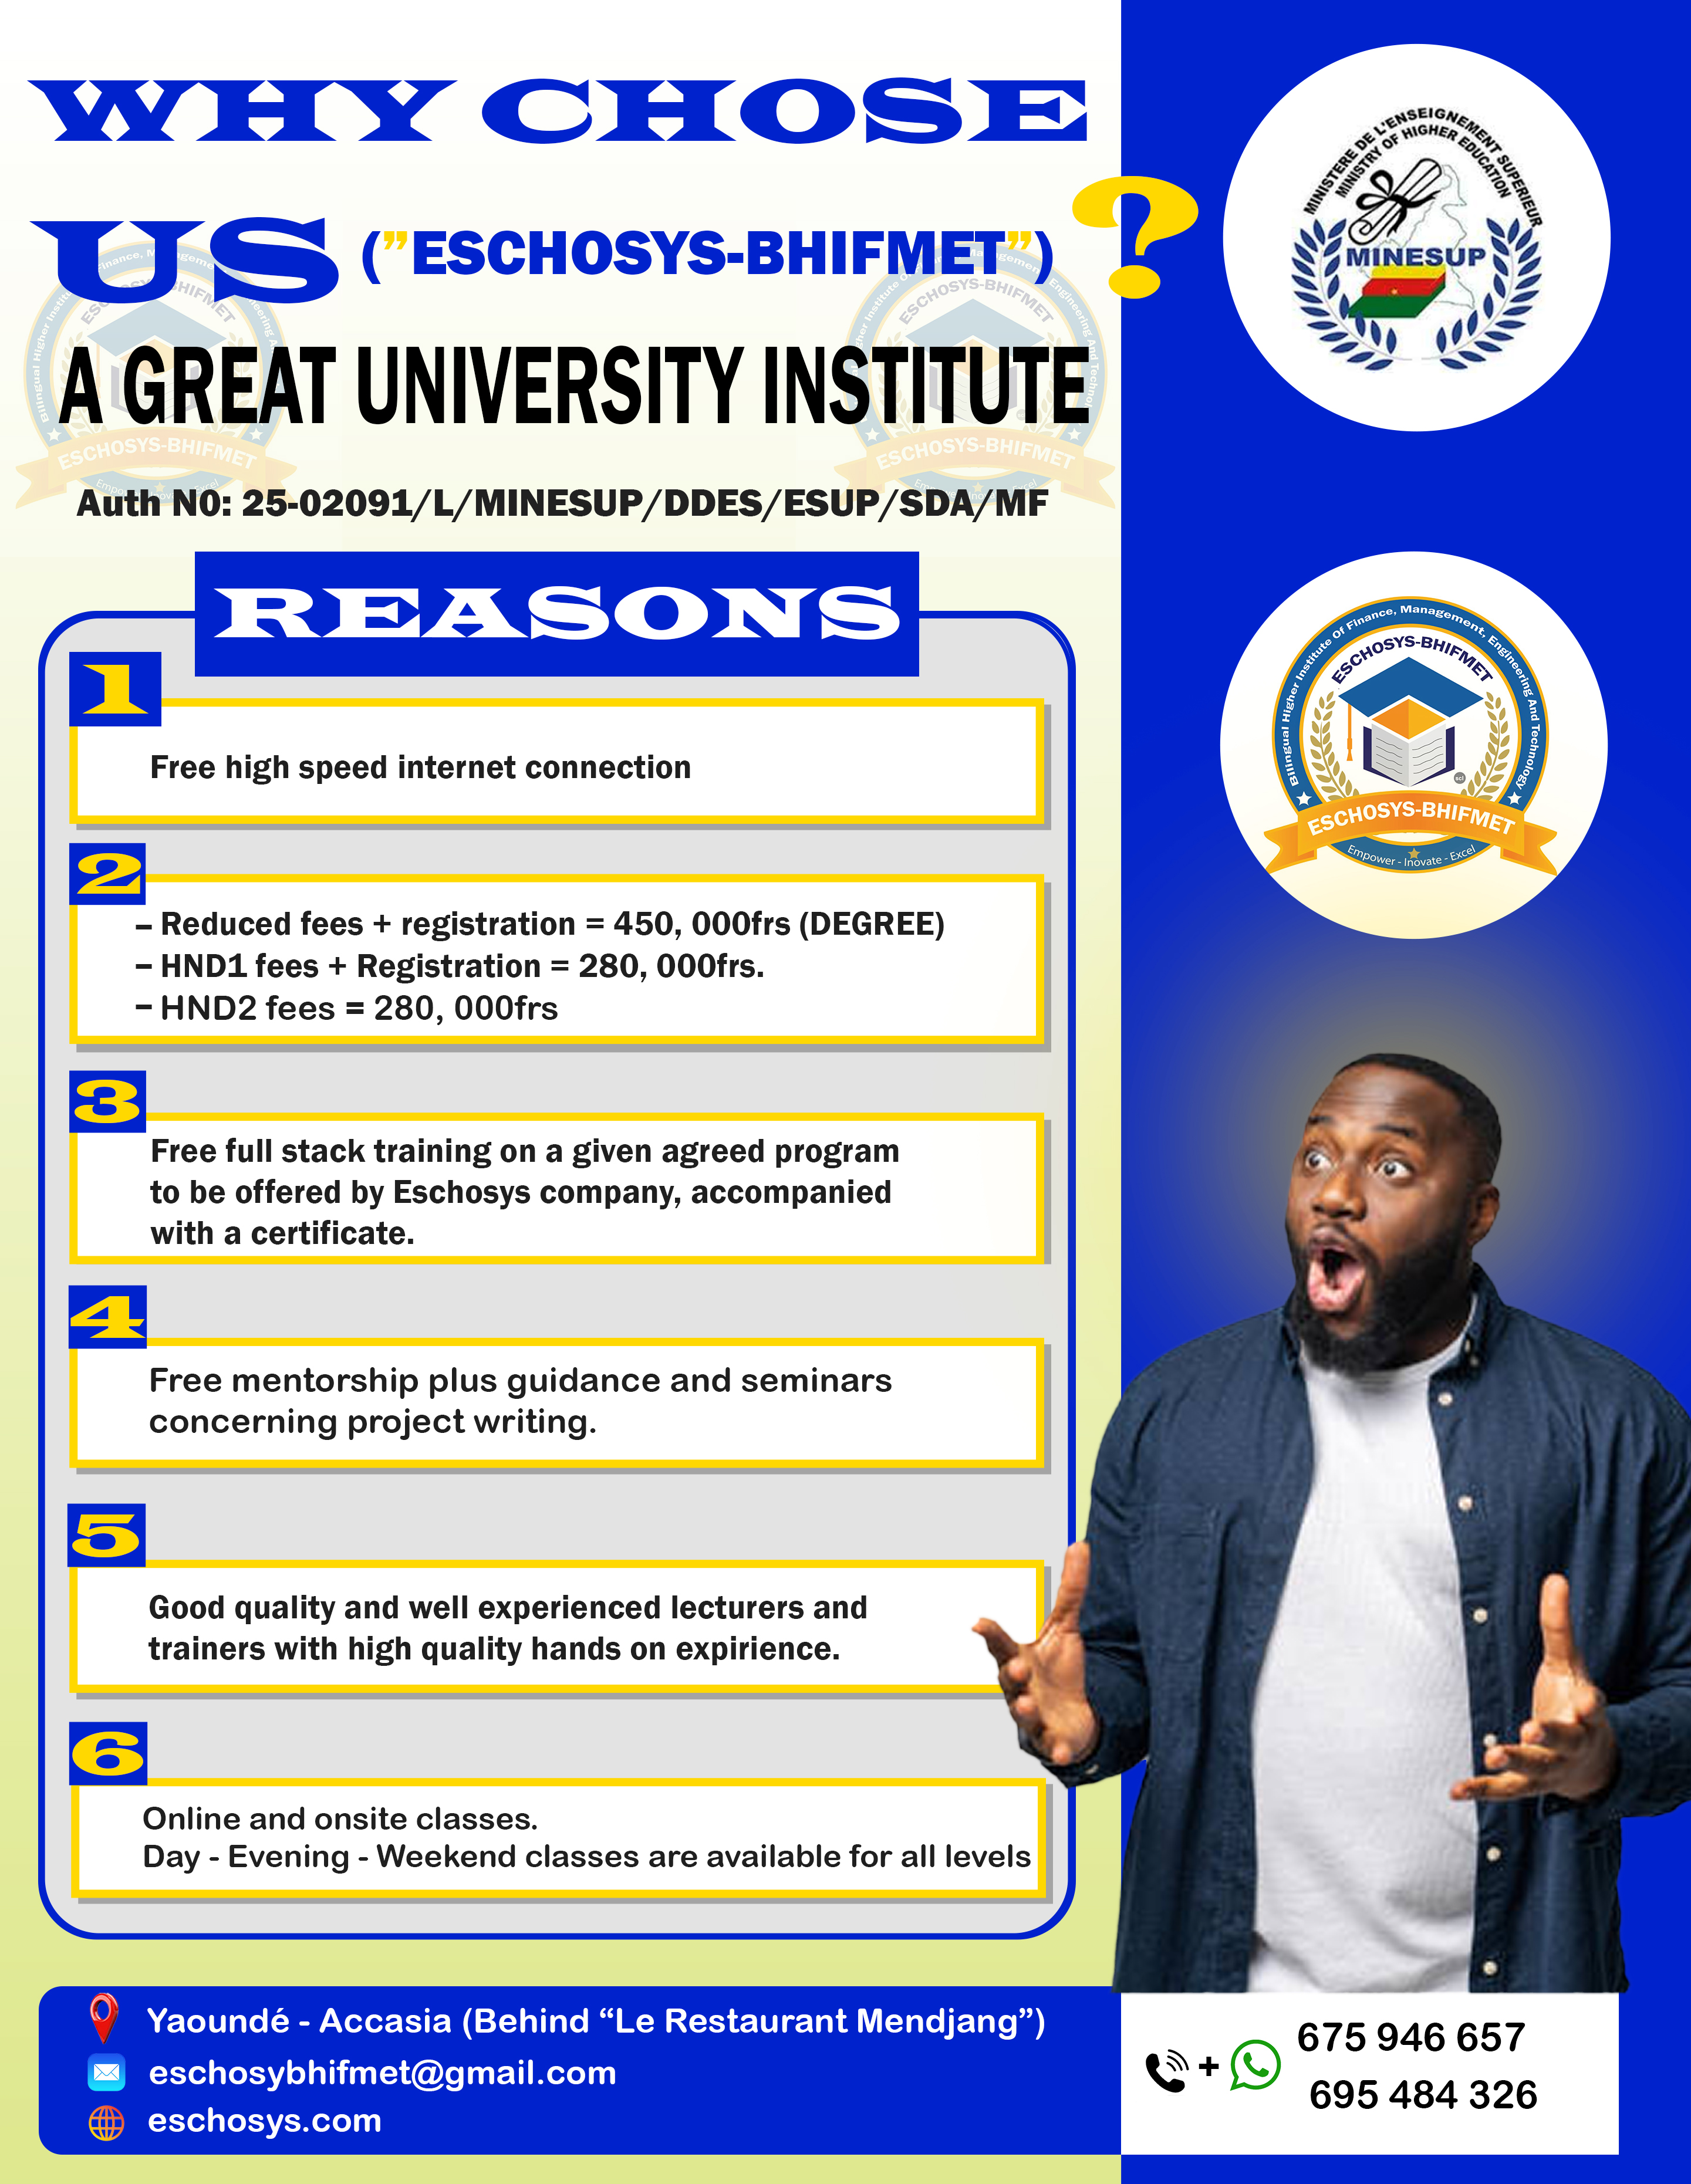 WHY CHOSE
US ("ESCHOSYS-BHIFMET") ?
A GREAT UNIVERSITY INSTITUTE
Auth N0: 25-02091/L/MINESUP/DDES/ESUP/SDA/MF
MINISTERE DE L'ENSEIGNEMENT SUPERIEUR
MINISTRY OF HIGHER EDUCATION
MINESUP
Bilingual Higher Institute Of Finance, Management, Engineering And Technology
ESCHOSYS-BHIFMET
ESCHOSYS-BHIFMET
Empower - Inovate - Excel
REASONS
1
Free high speed internet connection
2
– Reduced fees + registration = 450, 000frs (DEGREE)
– HND1 fees + Registration = 280, 000frs.
– HND2 fees = 280, 000frs
3
Free full stack training on a given agreed program
to be offered by Eschosys company, accompanied
with a certificate.
4
Free mentorship plus guidance and seminars
concerning project writing.
5
Good quality and well experienced lecturers and
trainers with high quality hands on expirience.
6
Online and onsite classes.
Day - Evening - Weekend classes are available for all levels
Yaoundé - Accasia (Behind “Le Restaurant Mendjang”)
eschosybhifmet@gmail.com
eschosys.com
+
675 946 657
695 484 326